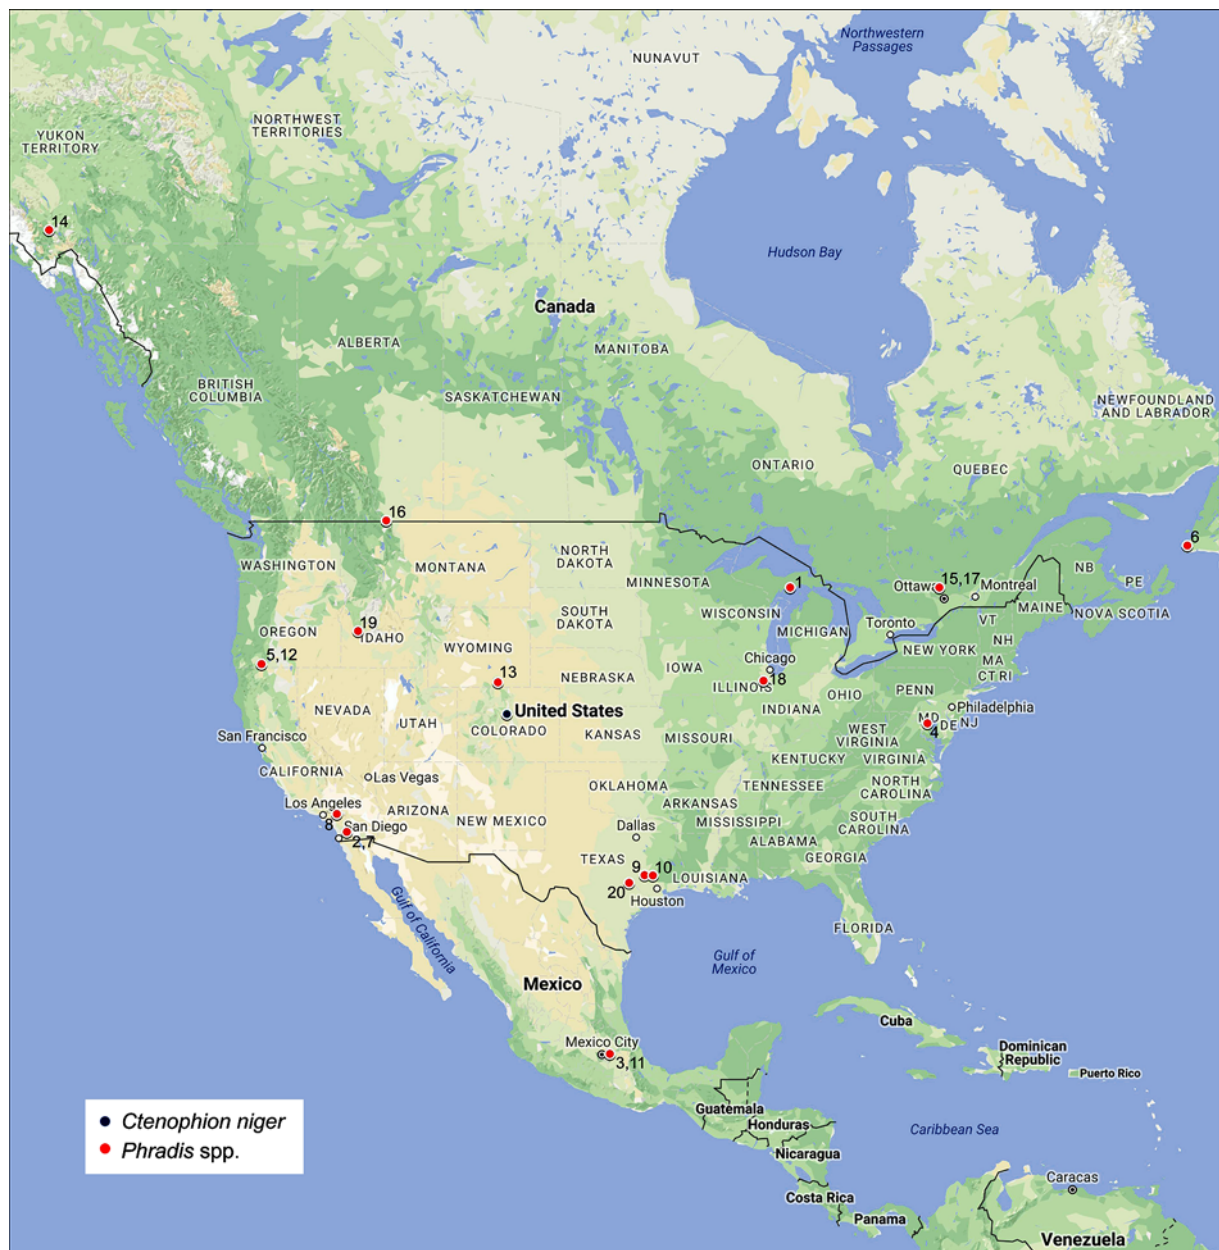 Northwestern
Passages
NUNAVUT
NORTHWEST
TERRITORIES
YUKON
TERRITORY
14
Hudson Bay
Canada
ALBERTA
MANITOBA
BRITISH
COLUMBIA
SASKATCHEWAN
NEWFOUNDLAND
AND LABRADOR
ONTARIO
QUEBEC
16
6
WASHINGTON
MONTANA
NORTH
DAKOTA
MINNESOTA
1
Ottawa
15,17
Montreal
NB
PE
MAINE
NOVA SCOTIA
OREGON
19
IDAHO
SOUTH
DAKOTA
WISCONSIN
MICHIGAN
Toronto
VT
NH
NEW YORK
MA
CT RI
5,12
WYOMING
13
NEBRASKA
IOWA
Chicago
18
ILLINOIS
INDIANA
OHIO
PENN
Philadelphia
MD
DE NJ
4
NEVADA
UTAH
United States
COLORADO
KANSAS
MISSOURI
WEST
VIRGINIA
KENTUCKY
VIRGINIA
San Francisco
CALIFORNIA
Las Vegas
OKLAHOMA
TENNESSEE
NORTH
CAROLINA
Los Angeles
8
ARIZONA
NEW MEXICO
ARKANSAS
MISSISSIPPI
SOUTH
CAROLINA
San Diego
2,7
Dallas
ALABAMA
GEORGIA
TEXAS
9
10
LOUISIANA
20
Houston
FLORIDA
Gulf of California
Gulf of
Mexico
Mexico
Mexico City
3,11
Cuba
Dominican
Republic
Puerto Rico
Guatemala
Honduras
Nicaragua
Caribbean Sea
Costa Rica
Panama
Caracas
Venezuela
Ctenophion niger
Phradis spp.